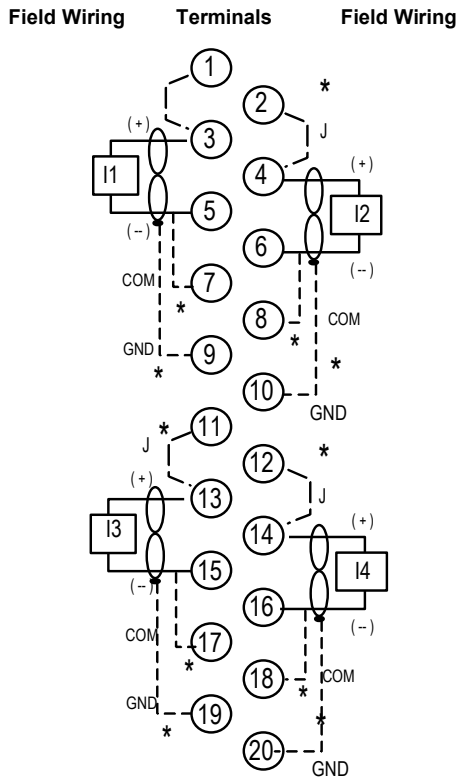 Field Wiring Terminals Field Wiring
1
2 *
(+) 3 J
4 (+)
I1
5 I2
(--) 6
COM (--)
7
* 8 COM
GND 9 *
* 10 *
GND
* 11
J 12 *
(+) 13 J
14 (+)
I3
15 I4
(--) 16
COM (--)
17
* 18 COM
GND 19 * *
* 20
GND